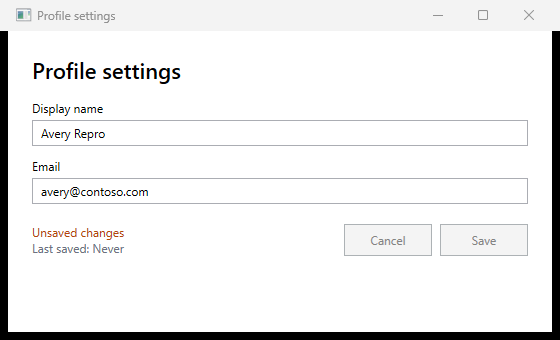 Profile settings
Profile settings
Display name
Avery Repro
Email
avery@contoso.com
Unsaved changes
Last saved: Never
Cancel
Save